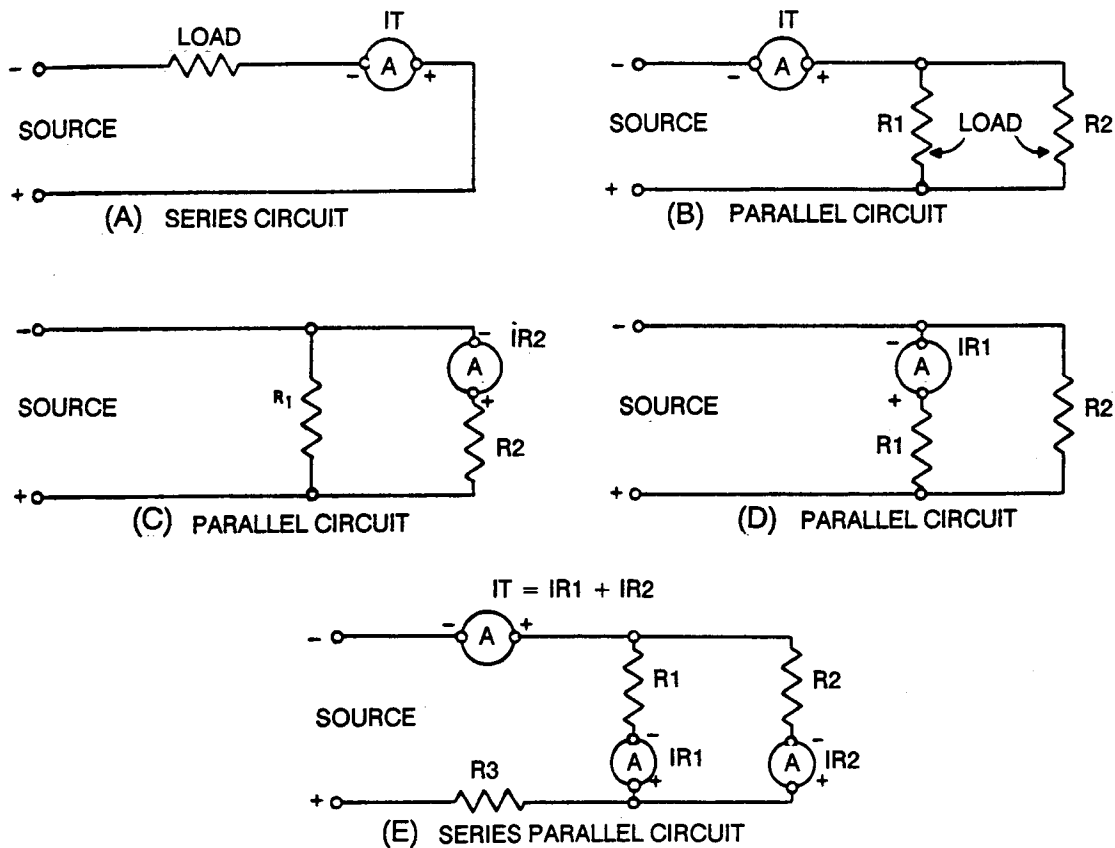 IT
LOAD
- A +
-
SOURCE
+
(A) SERIES CIRCUIT
IT
- A +
-
R1 LOAD R2
SOURCE
+
(B) PARALLEL CIRCUIT
-
- IR2
A
+
R1
SOURCE
R2
+
(C) PARALLEL CIRCUIT
-
- IR1
A
+
SOURCE
R2
R1
+
(D) PARALLEL CIRCUIT
IT = IR1 + IR2
- A +
-
R1 R2
SOURCE
- -
A IR1 A IR2
+ +
R3
+
(E) SERIES PARALLEL CIRCUIT